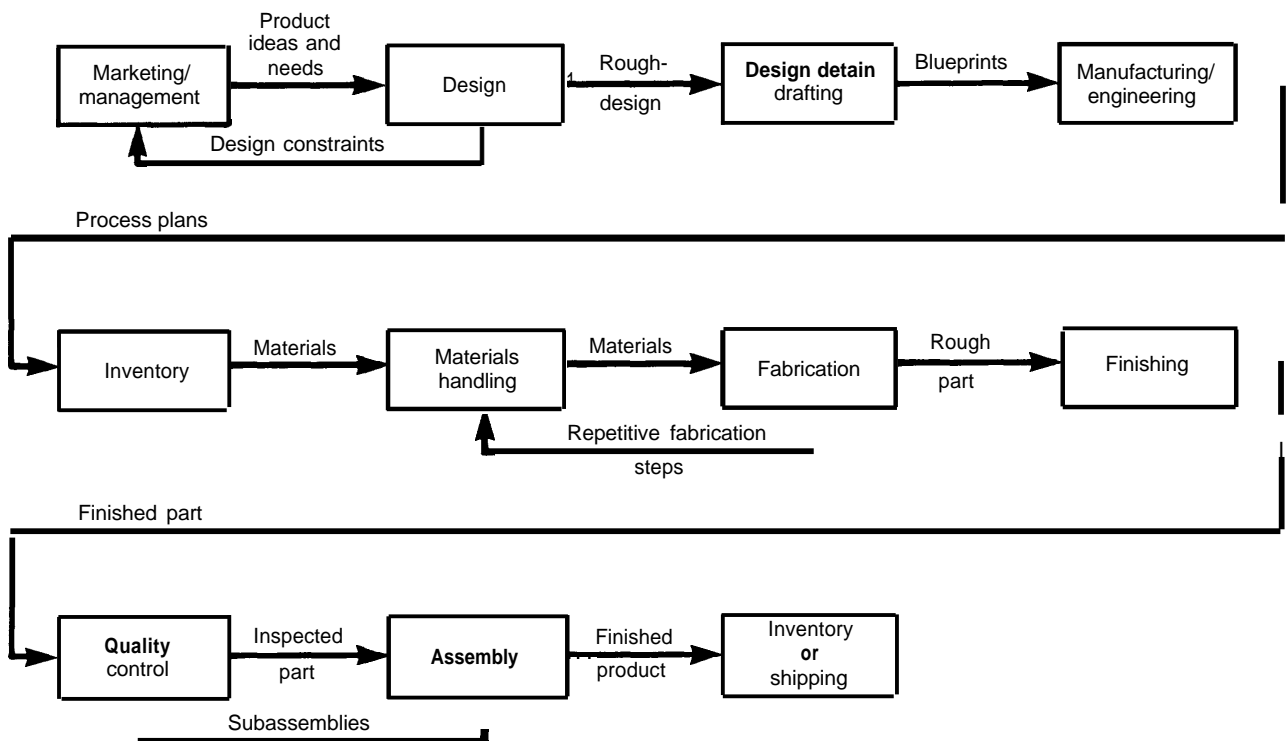 Product
ideas and
needs
Marketing/
management
Design
Rough-
design
Design detain
drafting
Blueprints
Manufacturing/
engineering
Design constraints
Process plans
Inventory
Materials
Materials
handling
Materials
Fabrication
Rough
part
Finishing
Repetitive fabrication
steps
Finished part
Quality
control
Inspected
part
Assembly
Finished
product
Inventory
or
shipping
Subassemblies